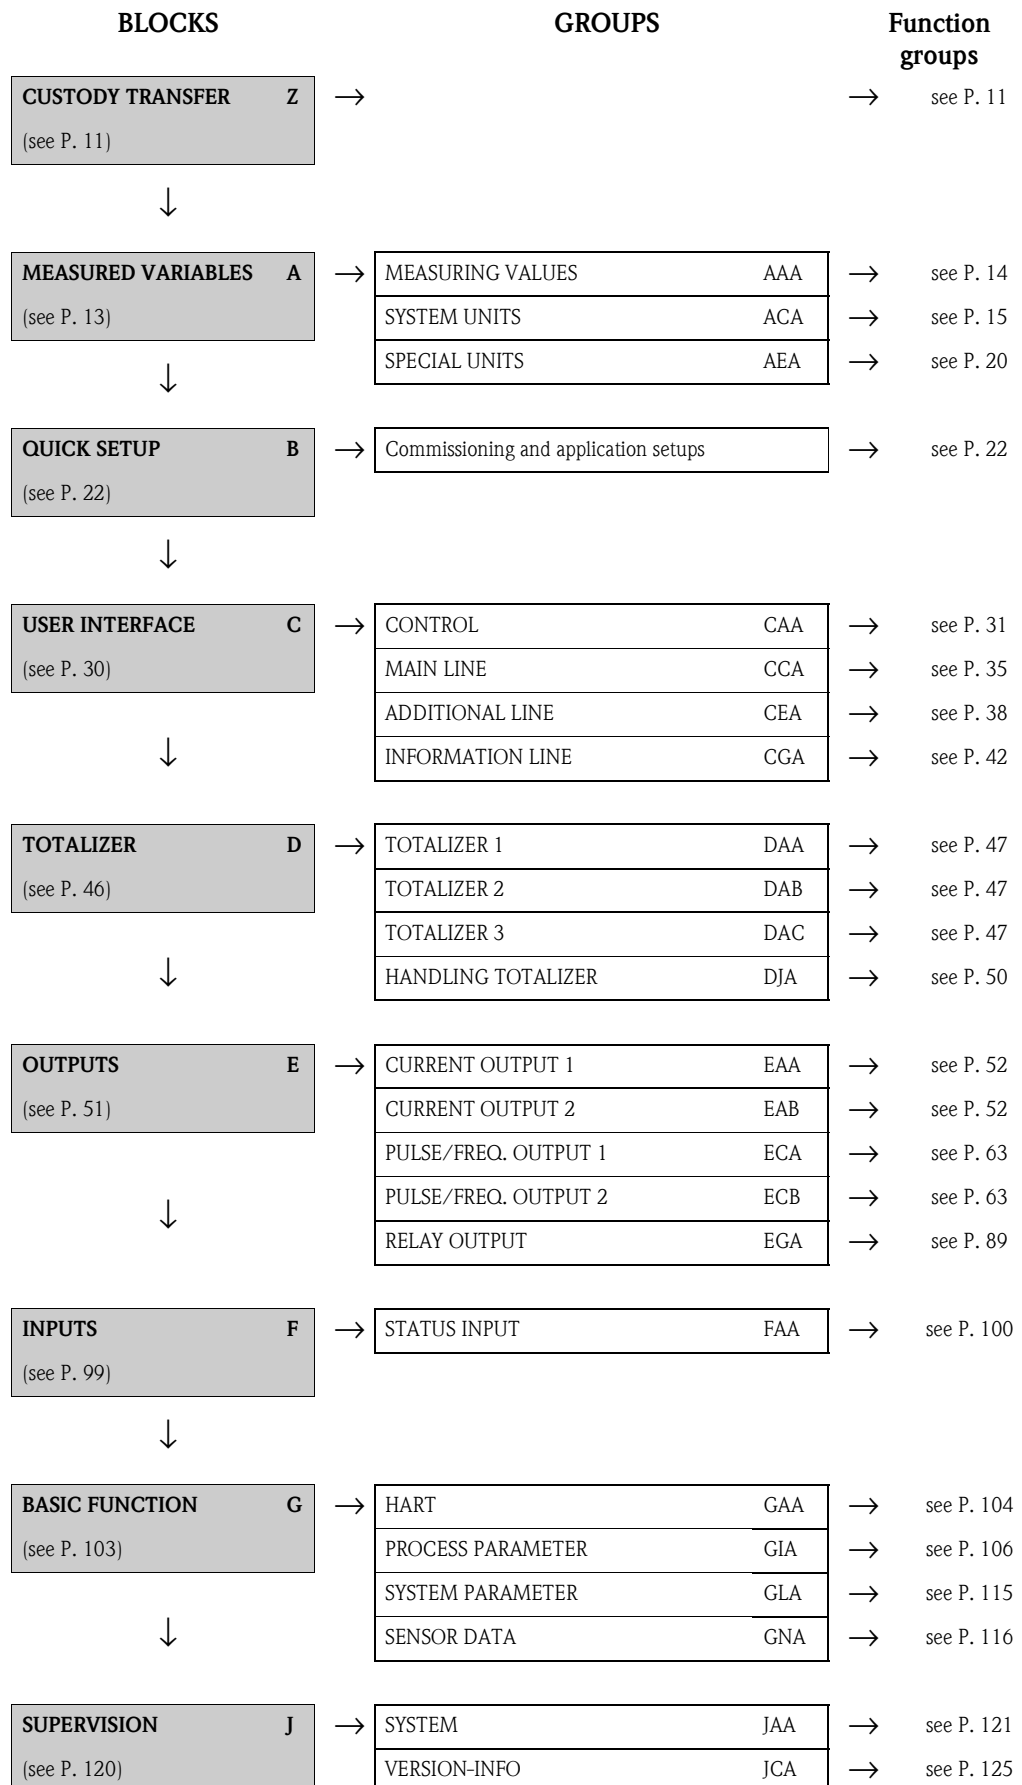 BLOCKS GROUPS Function
groups
CUSTODY TRANSFER Z → → see P. 11
(see P. 11)
↓
MEASURED VARIABLES A → MEASURING VALUES AAA → see P. 14
(see P. 13) SYSTEM UNITS ACA → see P. 15
↓ SPECIAL UNITS AEA → see P. 20
QUICK SETUP B → Commissioning and application setups → see P. 22
(see P. 22)
↓
USER INTERFACE C → CONTROL CAA → see P. 31
(see P. 30) MAIN LINE CCA → see P. 35
ADDITIONAL LINE CEA → see P. 38
↓ INFORMATION LINE CGA → see P. 42
TOTALIZER D → TOTALIZER 1 DAA → see P. 47
(see P. 46) TOTALIZER 2 DAB → see P. 47
TOTALIZER 3 DAC → see P. 47
↓ HANDLING TOTALIZER DJA → see P. 50
OUTPUTS E → CURRENT OUTPUT 1 EAA → see P. 52
(see P. 51) CURRENT OUTPUT 2 EAB → see P. 52
PULSE/FREQ. OUTPUT 1 ECA → see P. 63
↓ PULSE/FREQ. OUTPUT 2 ECB → see P. 63
RELAY OUTPUT EGA → see P. 89
INPUTS F → STATUS INPUT FAA → see P. 100
(see P. 99)
↓
BASIC FUNCTION G → HART GAA → see P. 104
(see P. 103) PROCESS PARAMETER GIA → see P. 106
SYSTEM PARAMETER GLA → see P. 115
↓ SENSOR DATA GNA → see P. 116
SUPERVISION J → SYSTEM JAA → see P. 121
(see P. 120) VERSION-INFO JCA → see P. 125